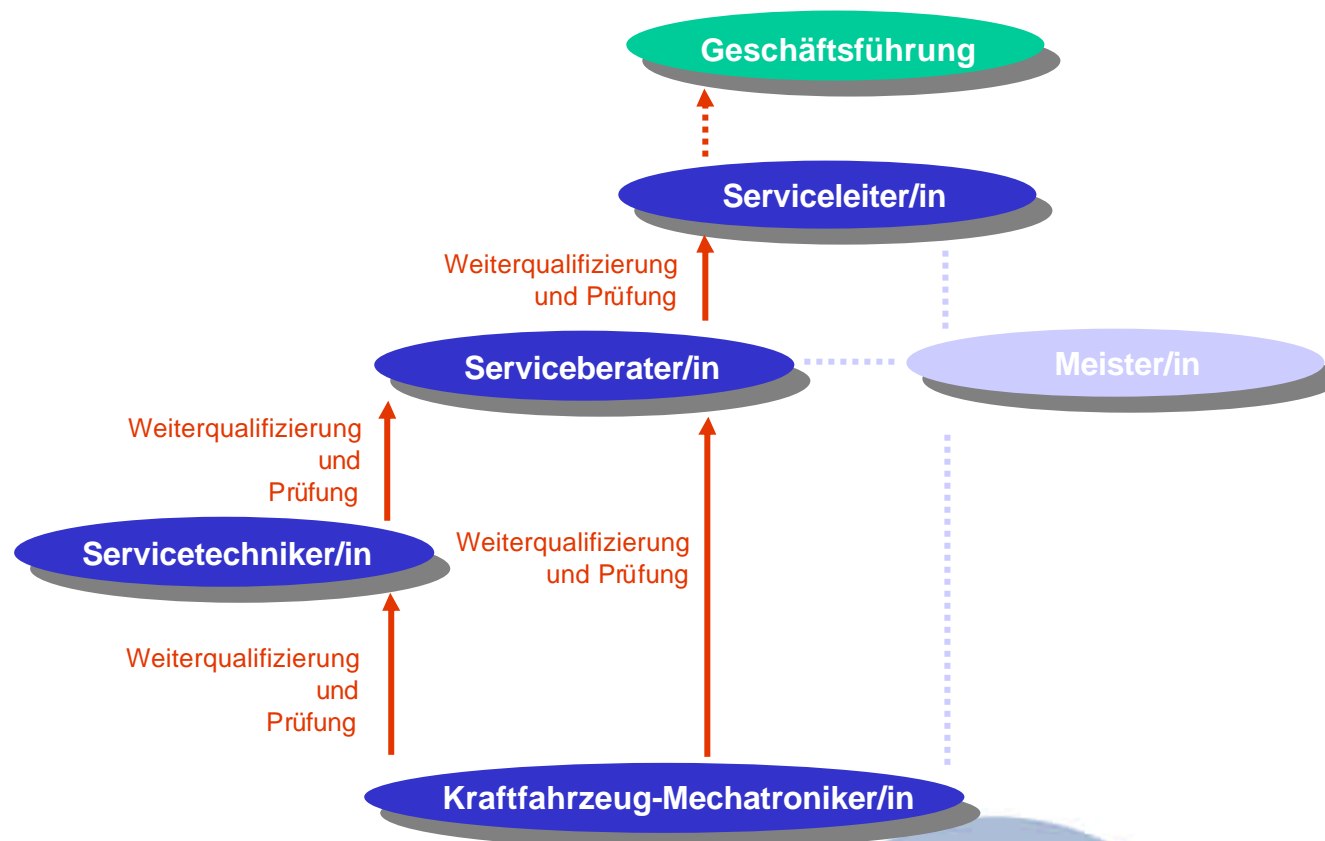 Geschäftsführung
Serviceleiter/in
Weiterqualifizierung
und Prüfung
Serviceberater/in
Meister/in
Weiterqualifizierung
und
Prüfung
Servicetechniker/in
Weiterqualifizierung
und Prüfung
Weiterqualifizierung
und
Prüfung
Kraftfahrzeug-Mechatroniker/in